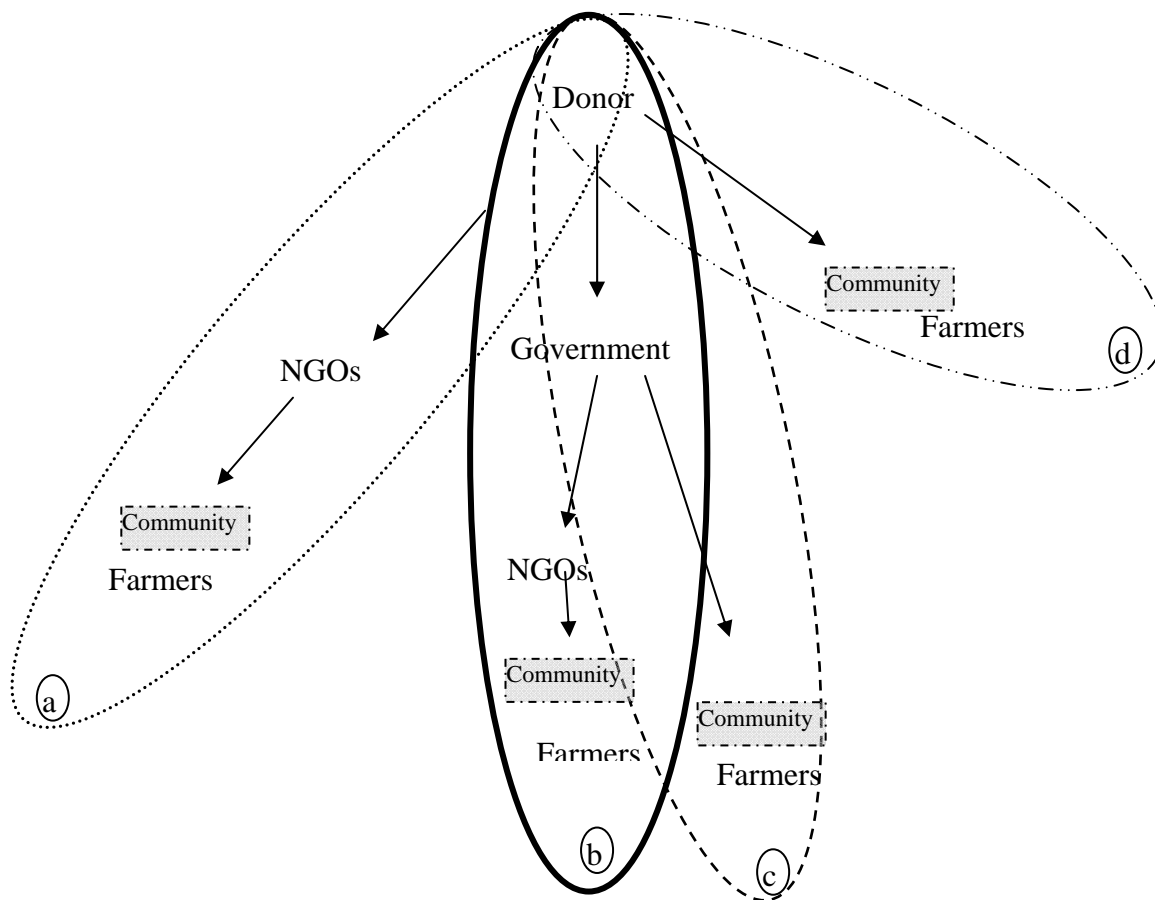 Donor
Community
Farmers
d
Government
NGOs
Community
Farmers
a
NGOs
Community
Farmers
b
Community
Farmers
c